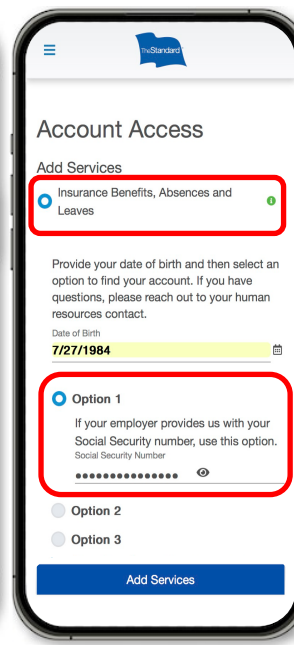 TheStandard
Account Access
Add Services
Insurance Benefits, Absences and
Leaves
Provide your date of birth and then select an
option to find your account. If you have
questions, please reach out to your human
resources contact.
Date of Birth
7/27/1984
Option 1
If your employer provides us with your
Social Security number, use this option.
Social Security Number
•••••••••••••••
Option 2
Option 3
Add Services